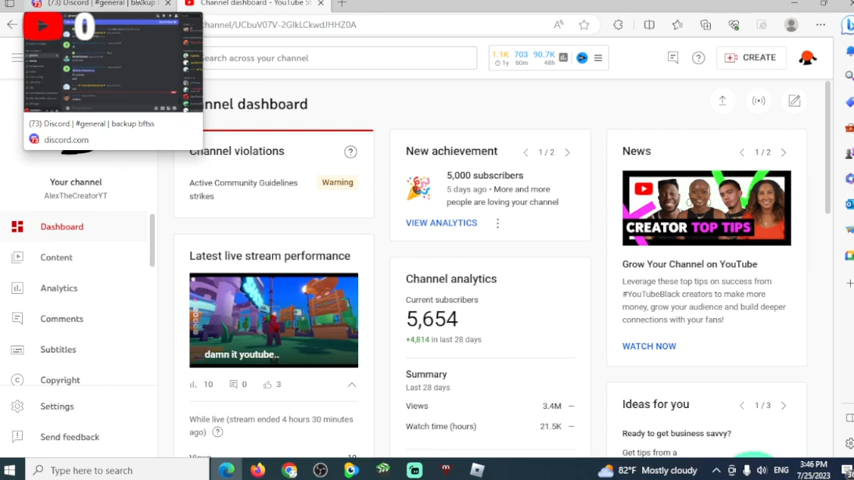 (73) Discord | #general | backup
Channel dashboard - YouTube S
channel/UCbuV07V-2GIkLCkwdJHHZ0A
0
earch across your channel
1.1K 703 90.7K
1y 60m 48h
CREATE
(73) Discord | #general | backup bftss
discord.com
nnel dashboard
Your channel
AlexTheCreatorYT
Dashboard
Content
Analytics
Comments
Subtitles
Copyright
Settings
Send feedback
Channel violations
Active Community Guidelines
strikes
Warning
Latest live stream performance
damn it youtube..
10 0 3
While live (stream ended 4 hours 30 minutes
ago)
Views 10
New achievement
1 / 2
5,000 subscribers
5 days ago • More and more
people are loving your channel
VIEW ANALYTICS
Channel analytics
Current subscribers
5,654
+4,814 in last 28 days
Summary
Last 28 days
Views 3.4M —
Watch time (hours) 21.5K —
News
1 / 2
CREATOR TOP TIPS
Grow Your Channel on YouTube
Leverage these top tips on success from
#YouTubeBlack creators to make more
money, grow your audience and build deeper
connections with your fans!
WATCH NOW
Ideas for you
1 / 3
Ready to get business savvy?
Get tips from a
Type here to search
82°F Mostly cloudy
ENG
3:46 PM
7/25/2023